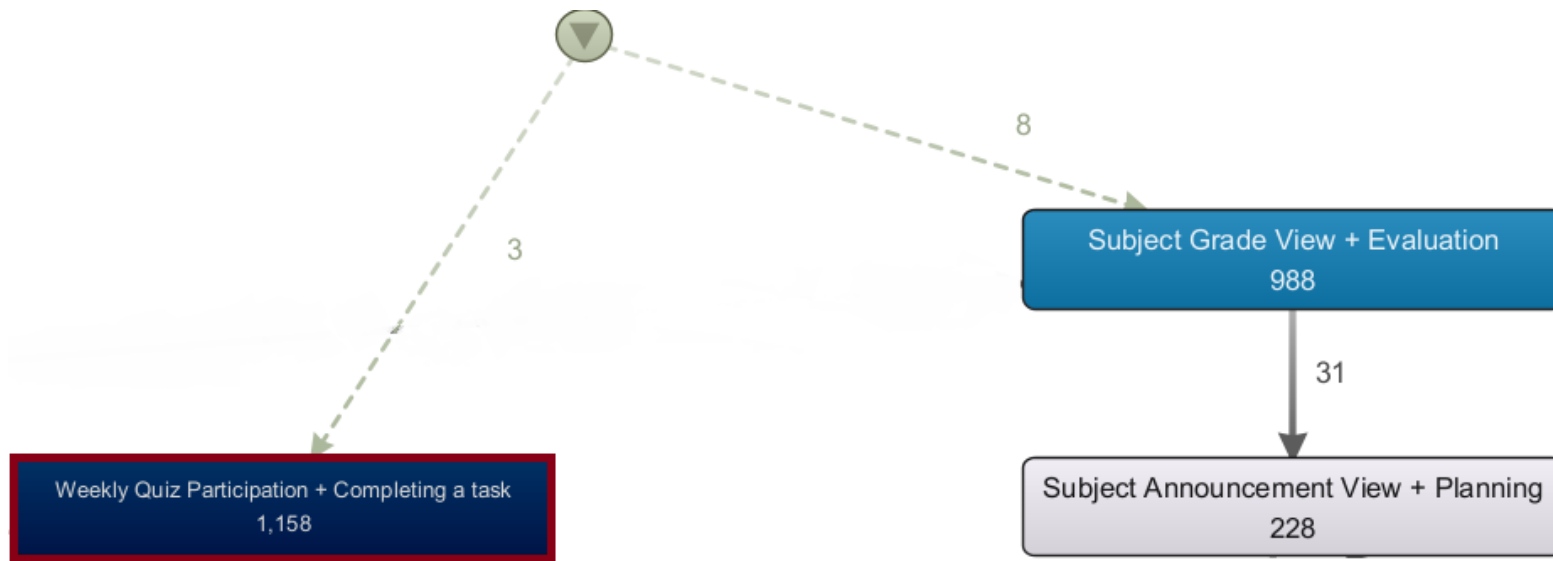 8
Subject Grade View + Evaluation
988
3
31
Weekly Quiz Participation + Completing a task
1,158
Subject Announcement View + Planning
228